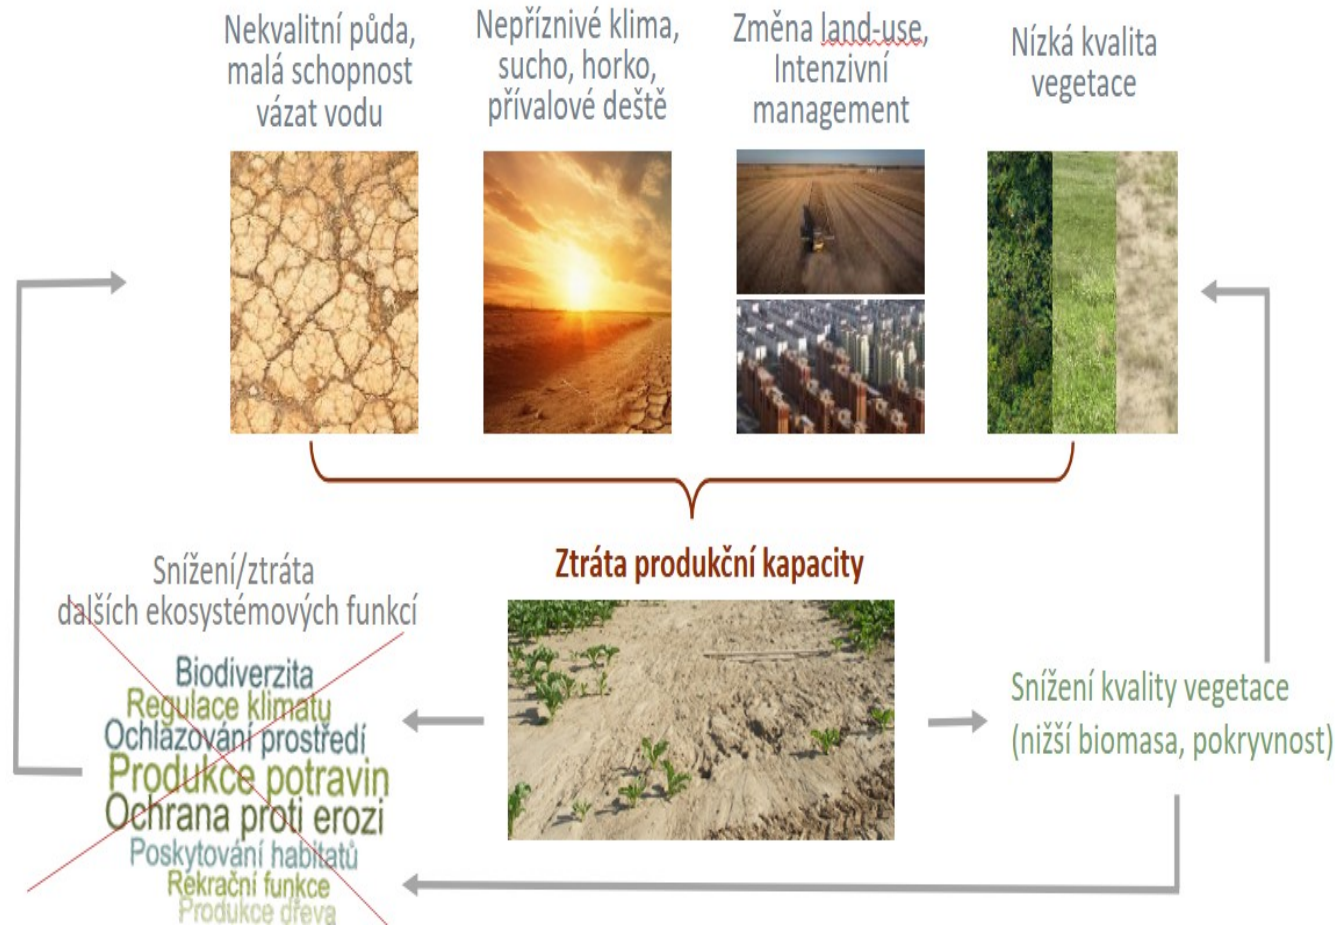 Nekvalitní půda,
malá schopnost
vázat vodu
Nepříznivé klima,
sucho, horko,
přívalové deště
Změna land-use,
Intenzivní
management
Nízká kvalita
vegetace
Ztráta produkční kapacity
Snížení/ztráta
dalších ekosystémových funkcí
Biodiverzita
Regulace klimatu
Ochlazování prostředí
Produkce potravin
Ochrana proti erozi
Poskytování habitatů
Rekrační funkce
Produkce dřeva
Snížení kvality vegetace
(nižší biomasa, pokryvnost)